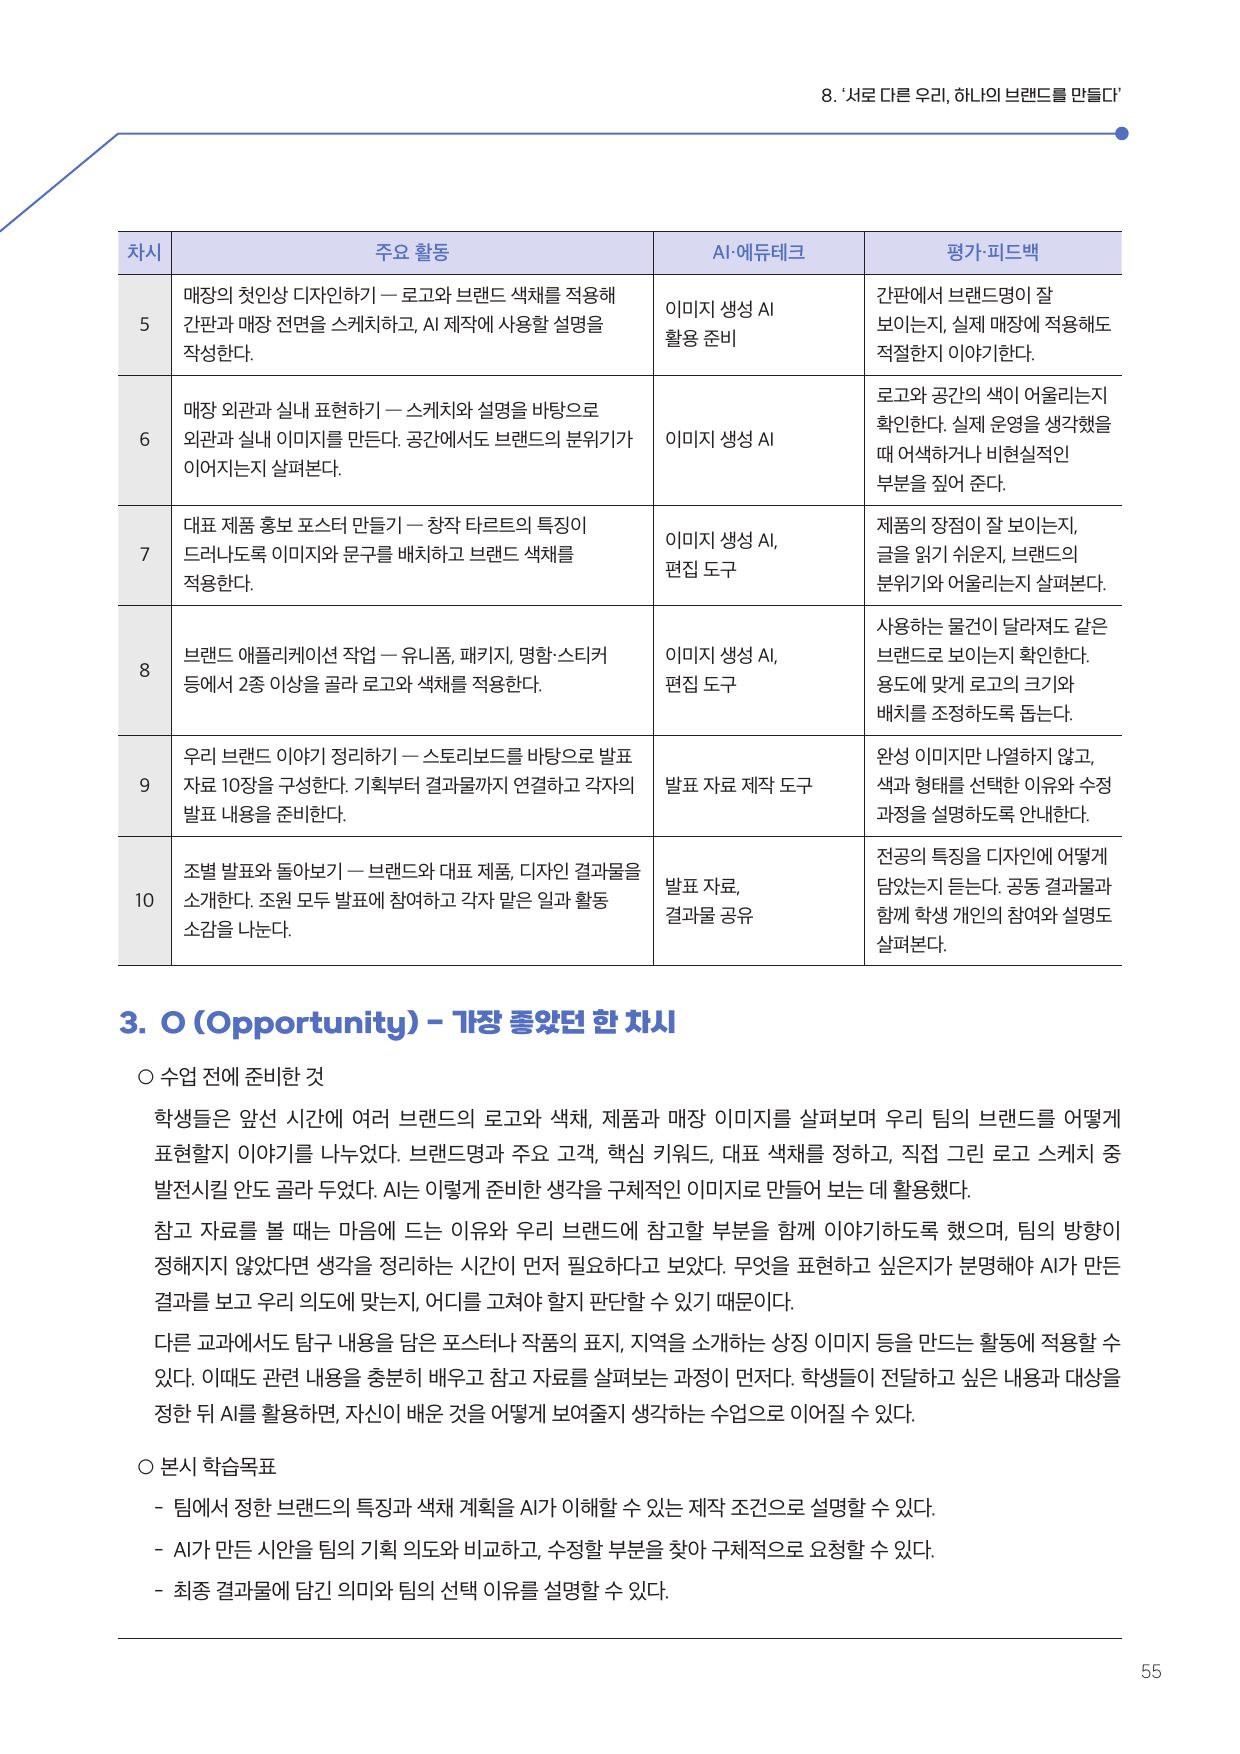 8. ‘서로 다른 우리, 하나의 브랜드를 만들다’
차시
주요 활동
AI·에듀테크
평가·피드백
5
매장의 첫인상 디자인하기 — 로고와 브랜드 색채를 적용해
간판과 매장 전면을 스케치하고, AI 제작에 사용할 설명을
작성한다.
이미지 생성 AI
활용 준비
간판에서 브랜드명이 잘
보이는지, 실제 매장에 적용해도
적절한지 이야기한다.
6
매장 외관과 실내 표현하기 — 스케치와 설명을 바탕으로
외관과 실내 이미지를 만든다. 공간에서도 브랜드의 분위기가
이어지는지 살펴본다.
이미지 생성 AI
로고와 공간의 색이 어울리는지
확인한다. 실제 운영을 생각했을
때 어색하거나 비현실적인
부분을 짚어 준다.
7
대표 제품 홍보 포스터 만들기 — 창작 타르트의 특징이
드러나도록 이미지와 문구를 배치하고 브랜드 색채를
적용한다.
이미지 생성 AI,
편집 도구
제품의 장점이 잘 보이는지,
글을 읽기 쉬운지, 브랜드의
분위기와 어울리는지 살펴본다.
8
브랜드 애플리케이션 작업 — 유니폼, 패키지, 명함·스티커
등에서 2종 이상을 골라 로고와 색채를 적용한다.
이미지 생성 AI,
편집 도구
사용하는 물건이 달라져도 같은
브랜드로 보이는지 확인한다.
용도에 맞게 로고의 크기와
배치를 조정하도록 돕는다.
9
우리 브랜드 이야기 정리하기 — 스토리보드를 바탕으로 발표
자료 10장을 구성한다. 기획부터 결과물까지 연결하고 각자의
발표 내용을 준비한다.
발표 자료 제작 도구
완성 이미지만 나열하지 않고,
색과 형태를 선택한 이유와 수정
과정을 설명하도록 안내한다.
10
조별 발표와 돌아보기 — 브랜드와 대표 제품, 디자인 결과물을
소개한다. 조원 모두 발표에 참여하고 각자 맡은 일과 활동
소감을 나눈다.
발표 자료,
결과물 공유
전공의 특징을 디자인에 어떻게
담았는지 듣는다. 공동 결과물과
함께 학생 개인의 참여와 설명도
살펴본다.
3. O (Opportunity) – 가장 좋았던 한 차시
○ 수업 전에 준비한 것
학생들은 앞선 시간에 여러 브랜드의 로고와 색채, 제품과 매장 이미지를 살펴보며 우리 팀의 브랜드를 어떻게
표현할지 이야기를 나누었다. 브랜드명과 주요 고객, 핵심 키워드, 대표 색채를 정하고, 직접 그린 로고 스케치 중
발전시킬 안도 골라 두었다. AI는 이렇게 준비한 생각을 구체적인 이미지로 만들어 보는 데 활용했다.
참고 자료를 볼 때는 마음에 드는 이유와 우리 브랜드에 참고할 부분을 함께 이야기하도록 했으며, 팀의 방향이
정해지지 않았다면 생각을 정리하는 시간이 먼저 필요하다고 보았다. 무엇을 표현하고 싶은지가 분명해야 AI가 만든
결과를 보고 우리 의도에 맞는지, 어디를 고쳐야 할지 판단할 수 있기 때문이다.
다른 교과에서도 탐구 내용을 담은 포스터나 작품의 표지, 지역을 소개하는 상징 이미지 등을 만드는 활동에 적용할 수
있다. 이때도 관련 내용을 충분히 배우고 참고 자료를 살펴보는 과정이 먼저다. 학생들이 전달하고 싶은 내용과 대상을
정한 뒤 AI를 활용하면, 자신이 배운 것을 어떻게 보여줄지 생각하는 수업으로 이어질 수 있다.
○ 본시 학습목표
- 팀에서 정한 브랜드의 특징과 색채 계획을 AI가 이해할 수 있는 제작 조건으로 설명할 수 있다.
- AI가 만든 시안을 팀의 기획 의도와 비교하고, 수정할 부분을 찾아 구체적으로 요청할 수 있다.
- 최종 결과물에 담긴 의미와 팀의 선택 이유를 설명할 수 있다.
55